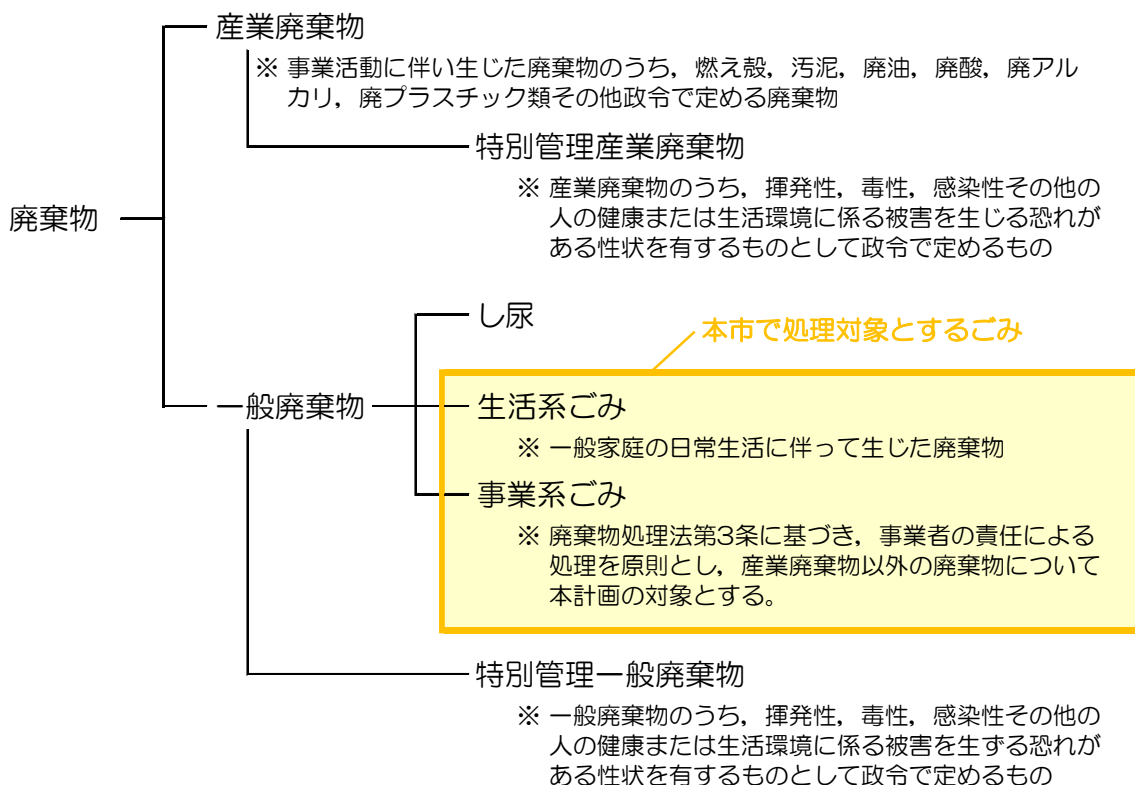 産業廃棄物
※ 事業活動に伴い生じた廃棄物のうち，燃え殻，汚泥，廃油，廃酸，廃アル
カリ，廃プラスチック類その他政令で定める廃棄物
特別管理産業廃棄物
※ 産業廃棄物のうち，揮発性，毒性，感染性その他の
人の健康または生活環境に係る被害を生じる恐れが
ある性状を有するものとして政令で定めるもの
廃棄物
し尿
本市で処理対象とするごみ
一般廃棄物
生活系ごみ
※ 一般家庭の日常生活に伴って生じた廃棄物
事業系ごみ
※ 廃棄物処理法第3条に基づき，事業者の責任による
処理を原則とし，産業廃棄物以外の廃棄物について
本計画の対象とする。
特別管理一般廃棄物
※ 一般廃棄物のうち，揮発性，毒性，感染性その他の
人の健康または生活環境に係る被害を生ずる恐れが
ある性状を有するものとして政令で定めるもの